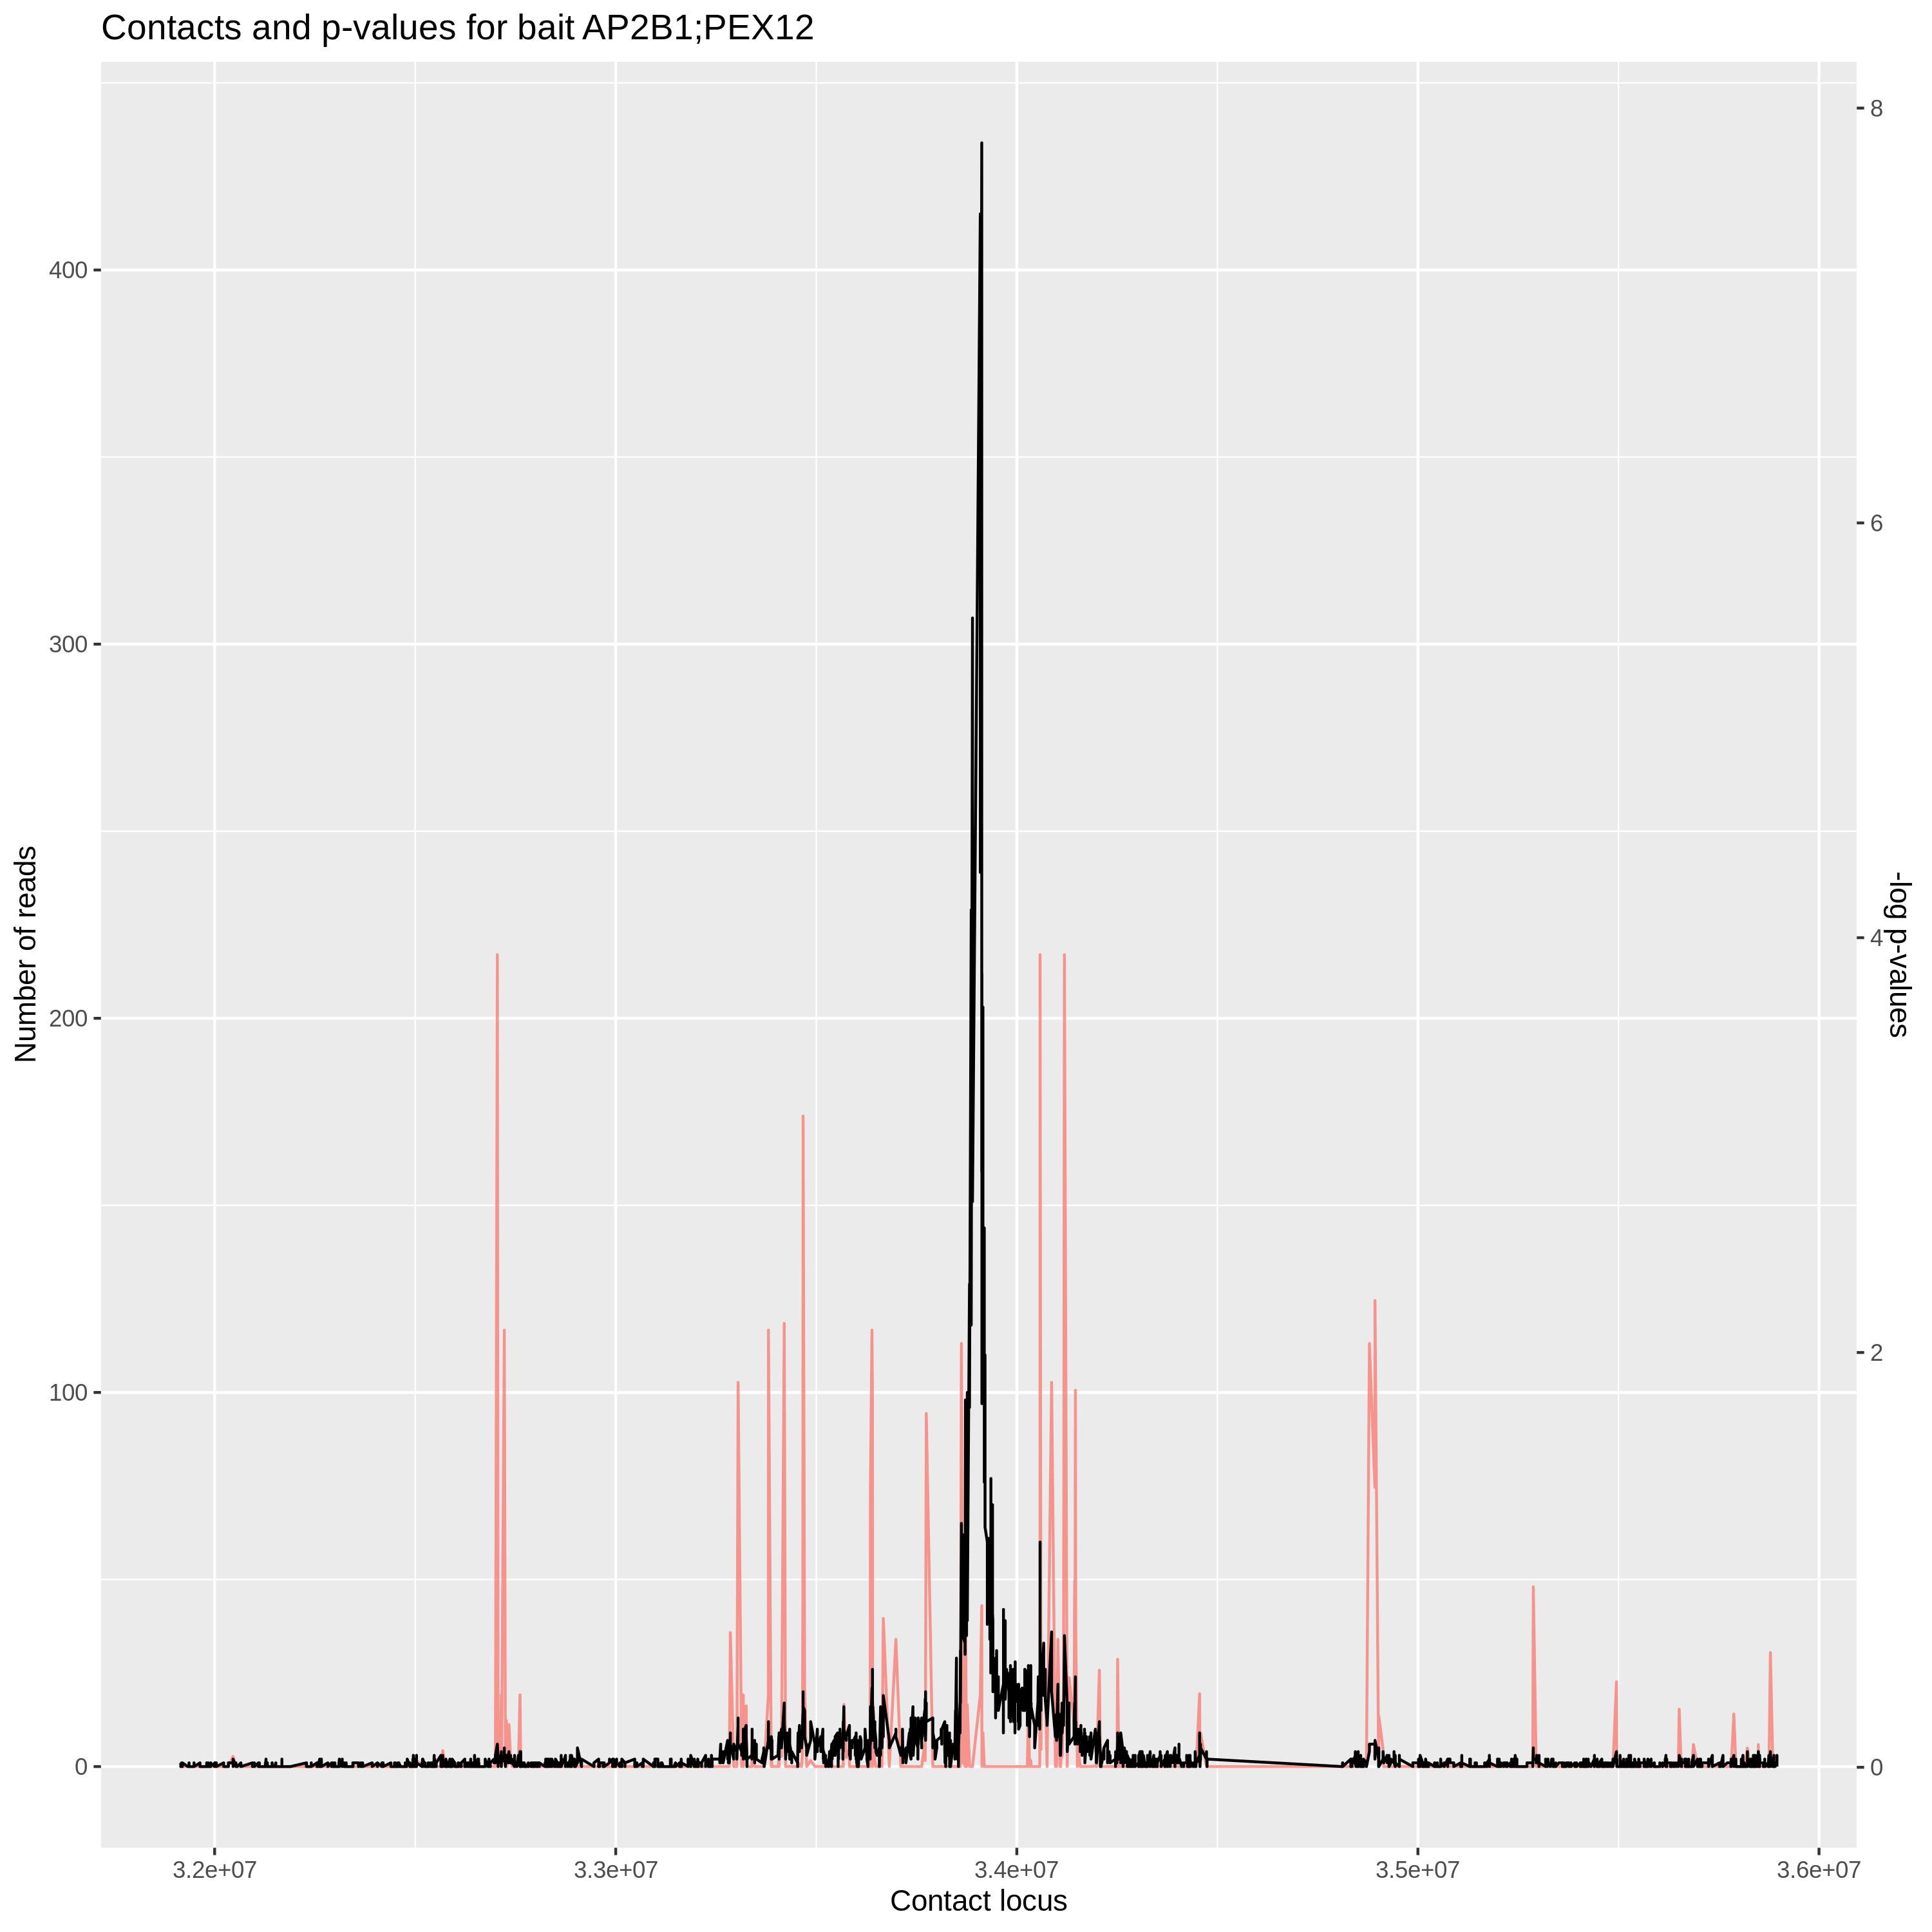 Contacts and p-values for bait AP2B1;PEX12
Number of reads
400
300
200
100
0
8
6
4
2
0
-log p-values
3.2e+07
3.3e+07
3.4e+07
3.5e+07
3.6e+07
Contact locus